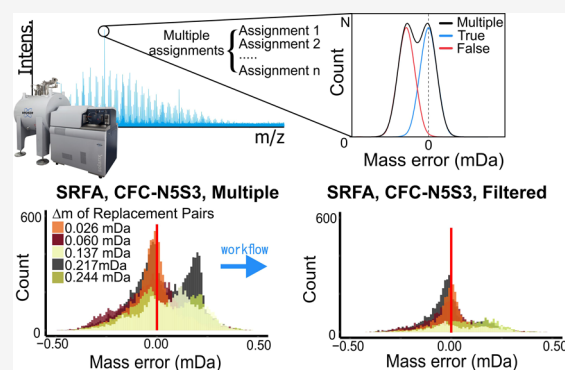 Intens.
m/z
Multiple
assignments
Assignment 1
Assignment 2
.....
Assignment n
N
Count
0
0
Mass error (mDa)
Multiple
True
False
SRFA, CFC-N5S3, Multiple
600
Count
0
Δm of Replacement Pairs
0.026 mDa
0.060 mDa
0.137 mDa
0.217mDa
0.244 mDa
−0.50
0.00
0.50
Mass error (mDa)
workflow
SRFA, CFC-N5S3, Filtered
600
Count
0
−0.50
0.00
0.50
Mass error (mDa)